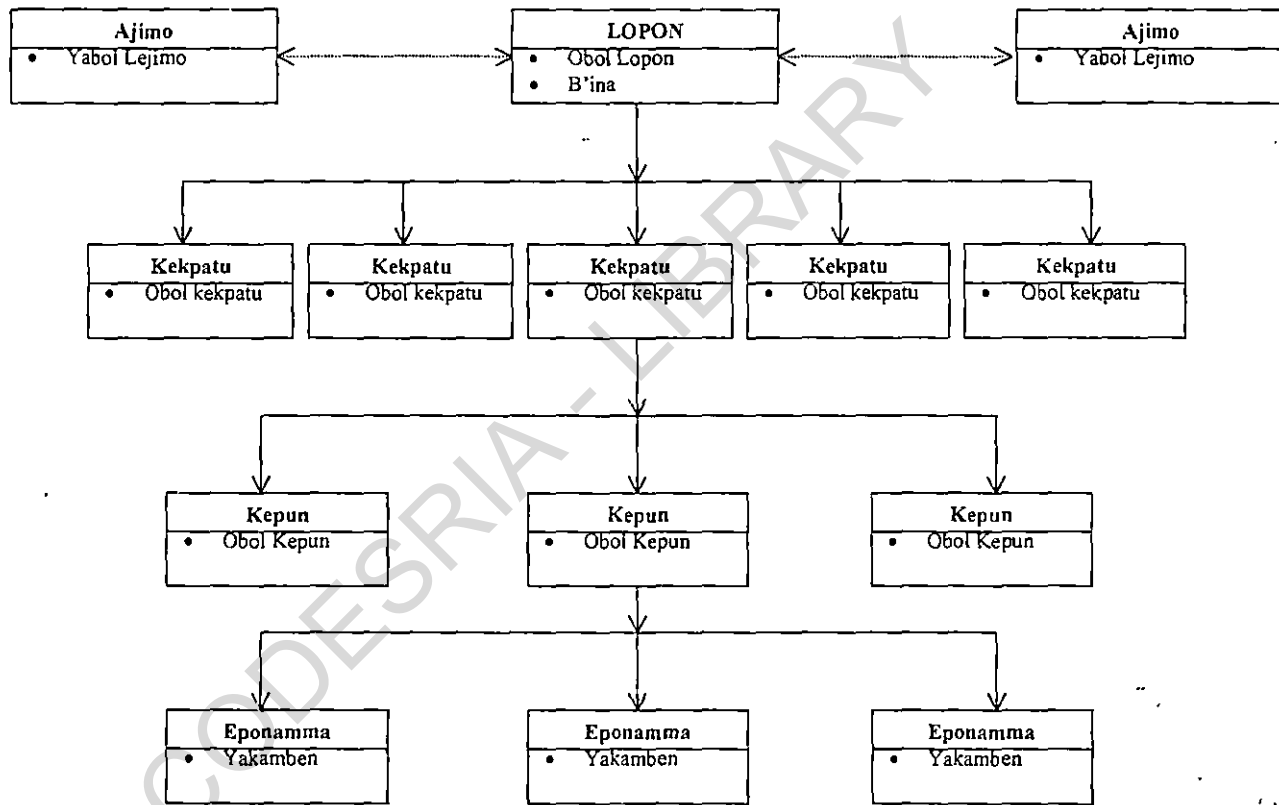 Ajimo
• Yabol Lejimo
LOPON
• Obol Lopon
• B'ina
Ajimo
• Yabol Lejimo
Kekpatu
• Obol kekpatu
Kekpatu
• Obol kekpatu
Kekpatu
• Obol kekpatu
Kekpatu
• Obol kekpatu
Kekpatu
• Obol kekpatu
Kepun
• Obol Kepun
Kepun
• Obol Kepun
Kepun
• Obol Kepun
Eponamma
• Yakamben
Eponamma
• Yakamben
Eponamma
• Yakamben
CODESRIA - LIBRARY